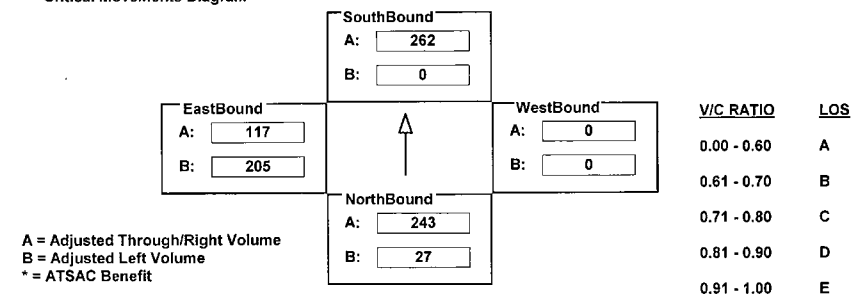 Critical Movements Diagram
SouthBound
A: 262
B: 0
EastBound
A: 117
B: 205
WestBound
A: 0
B: 0
NorthBound
A: 243
B: 27
A = Adjusted Through/Right Volume
B = Adjusted Left Volume
* = ATSAC Benefit
V/C RATIO LOS
0.00 - 0.60 A
0.61 - 0.70 B
0.71 - 0.80 C
0.81 - 0.90 D
0.91 - 1.00 E